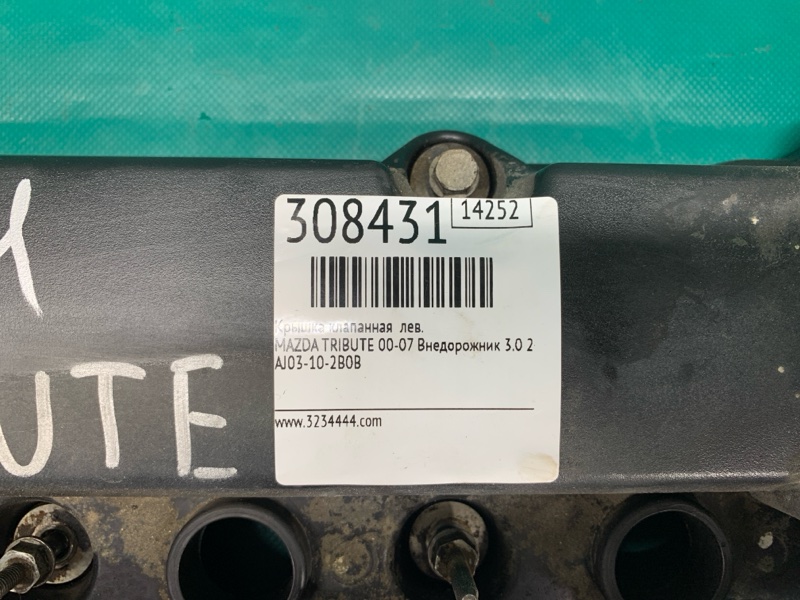 308431 14252
Крышка клапанная лев.
MAZDA TRIBUTE 00-07 Внедорожник 3.0 2
AJ03-10-2B0B
www.3234444.com
UTE